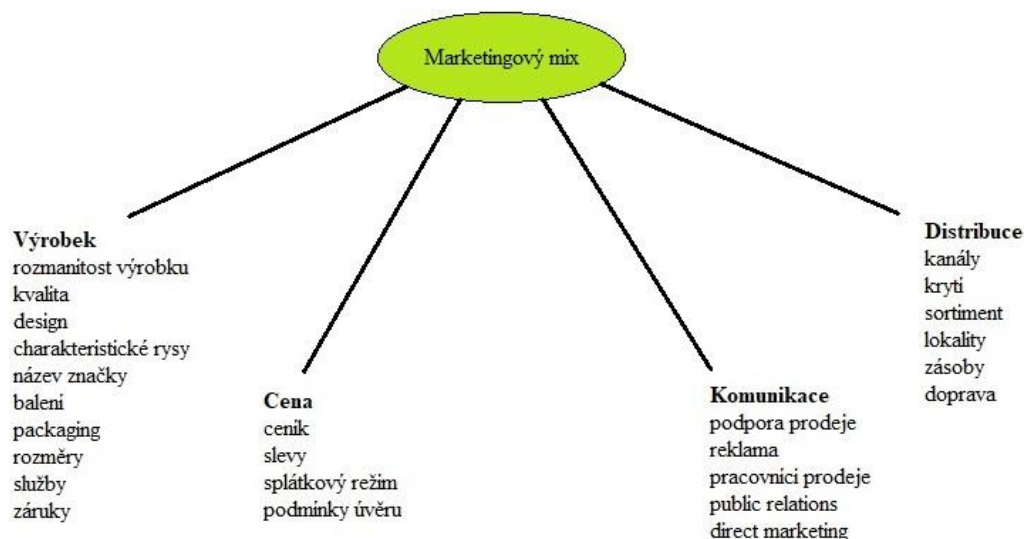 Marketingový mix
Výrobek
rozmanitost výrobku
kvalita
design
charakteristické rysy
název značky
balení
packaging
rozměry
služby
záruky
Cena
ceník
slevy
splátkový režim
podmínky úvěru
Komunikace
podpora prodeje
reklama
pracovníci prodeje
public relations
direct marketing
Distribuce
kanály
krytí
sortiment
lokality
zásoby
doprava